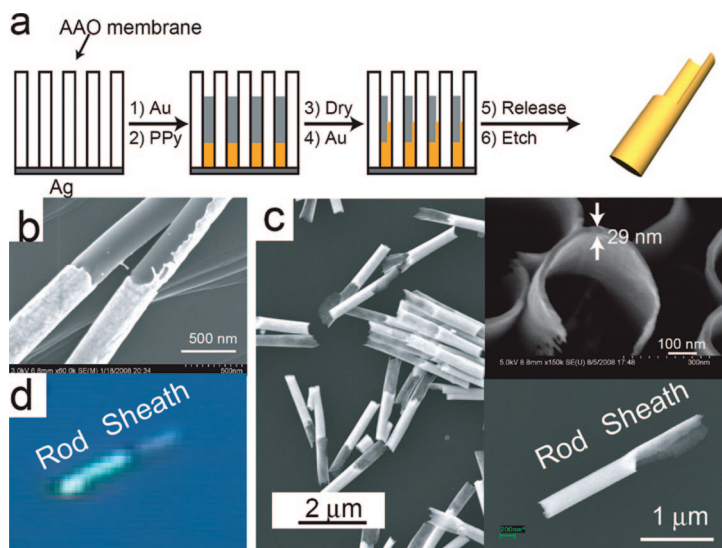 a
AAO membrane
1) Au
2) PPy
3) Dry
4) Au
5) Release
6) Etch
Ag
b
500 nm
3.0kV 6.8mm x60.0k SE(M) 1/18/2008 20:34
500nm
c
2 μm
29 nm
100 nm
5.0kV 8.8mm x150k SE(U) 8/5/2008 17:48
300nm
d
Rod Sheath
Rod Sheath
200nm
1 μm